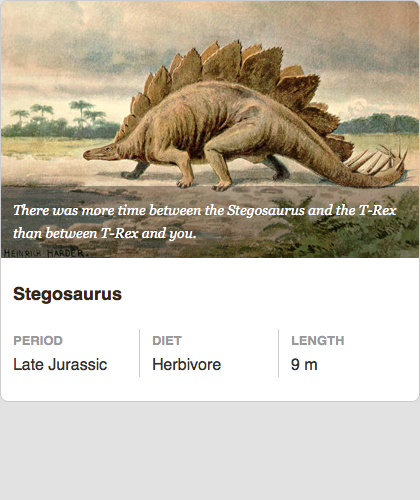 There was more time between the Stegosaurus and the T-Rex
than between T-Rex and you.
HEINRICH HARDER.
Stegosaurus
PERIOD
Late Jurassic
DIET
Herbivore
LENGTH
9 m